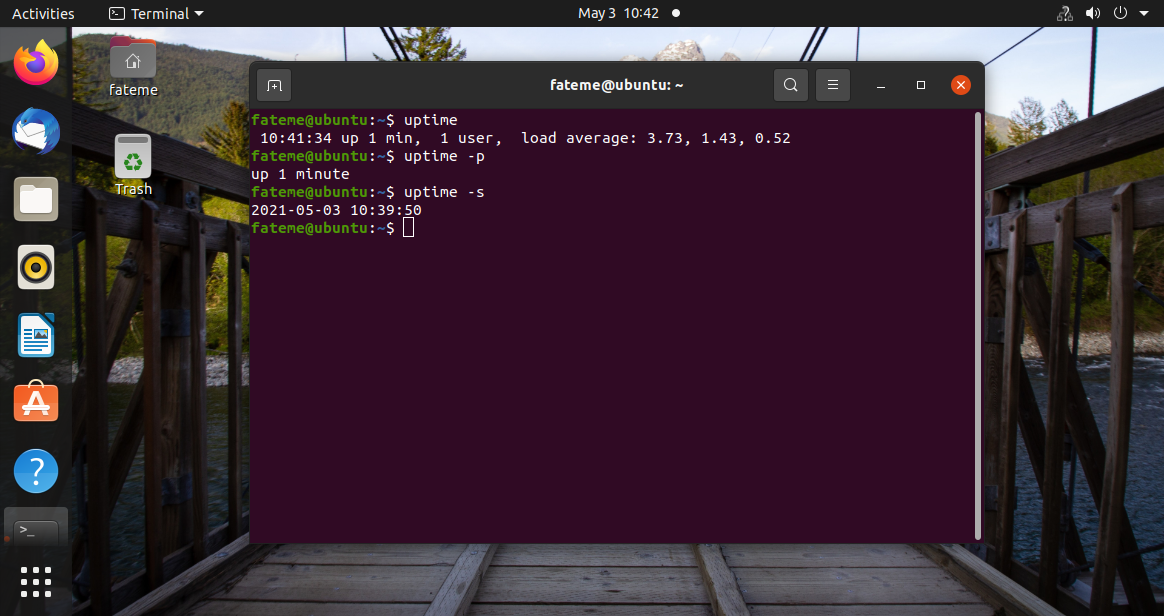 Activities
Terminal
May 3 10:42
fateme
Trash
fateme@ubuntu: ~
fateme@ubuntu:~$ uptime
 10:41:34 up 1 min,  1 user,  load average: 3.73, 1.43, 0.52
fateme@ubuntu:~$ uptime -p
up 1 minute
fateme@ubuntu:~$ uptime -s
2021-05-03 10:39:50
fateme@ubuntu:~$